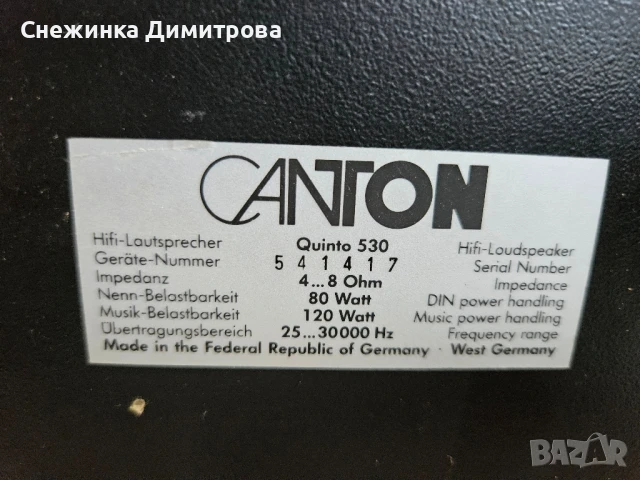 Снежинка Димитрова
CANTON
Hifi-Lautsprecher Quinto 530 Hifi-Loudspeaker
Geräte-Nummer 541417 Serial Number
Impedanz 4...8 Ohm Impedance
Nenn-Belastbarkeit 80 Watt DIN power handling
Musik-Belastbarkeit 120 Watt Music power handling
Übertragungsbereich 25...30000 Hz Frequency range
Made in the Federal Republic of Germany · West Germany
BAZAR